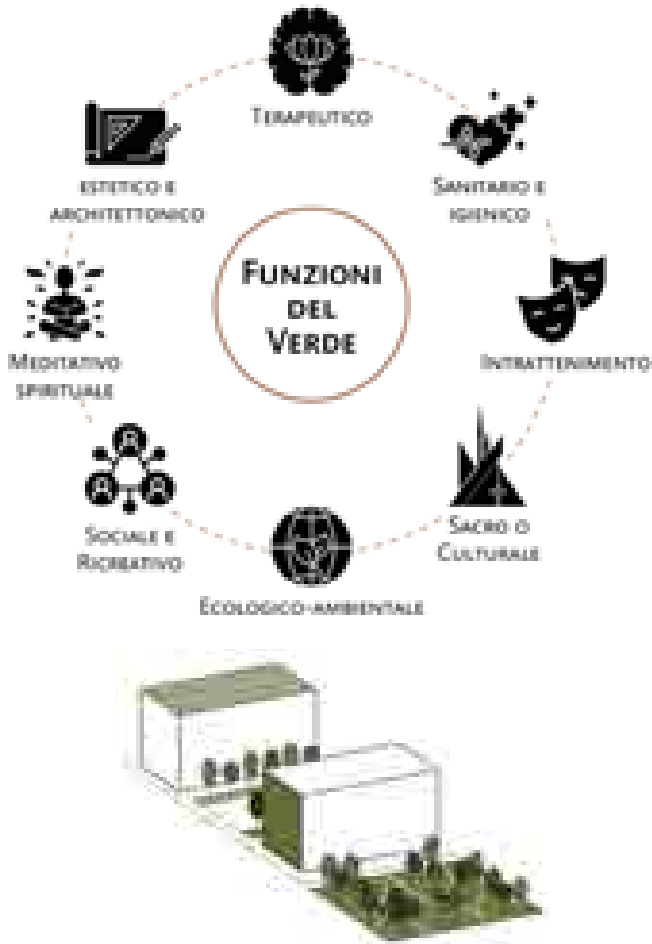 TERAPEUTICO
ESTETICO E
ARCHITETTONICO
SANITARIO E
IGIENICO
FUNZIONI
DEL
VERDE
MEDITATIVO
SPIRITUALE
INTRATTENIMENTO
SOCIALE E
RICREATIVO
SACRO O
CULTURALE
ECOLOGICO-AMBIENTALE